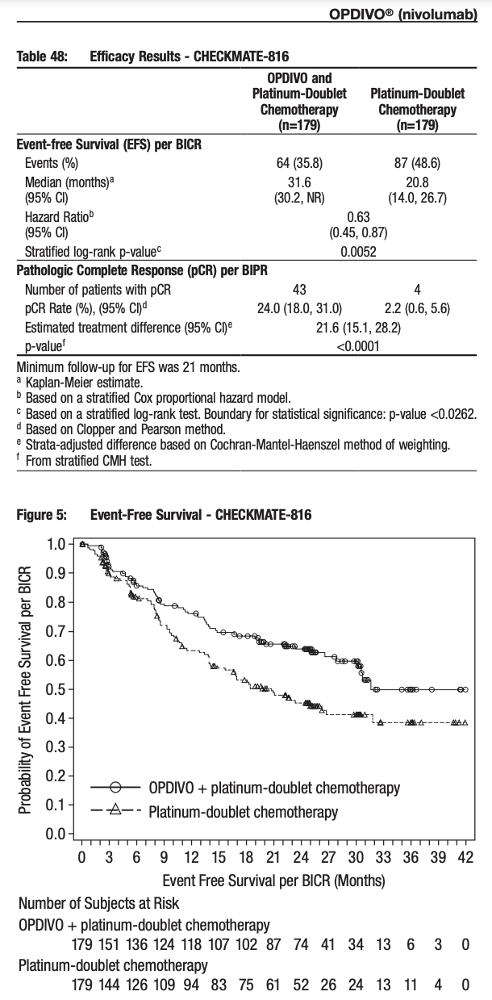 OPDIVO® (nivolumab)
Table 48: Efficacy Results - CHECKMATE-816
OPDIVO and Platinum-Doublet Chemotherapy (n=179) Platinum-Doublet Chemotherapy (n=179)
Event-free Survival (EFS) per BICR
Events (%) 64 (35.8) 87 (48.6)
Median (months)a 31.6 20.8
(95% CI) (30.2, NR) (14.0, 26.7)
Hazard Ratiob 0.63
(95% CI) (0.45, 0.87)
Stratified log-rank p-valuec 0.0052
Pathologic Complete Response (pCR) per BIPR
Number of patients with pCR 43 4
pCR Rate (%), (95% CI)d 24.0 (18.0, 31.0) 2.2 (0.6, 5.6)
Estimated treatment difference (95% CI)e 21.6 (15.1, 28.2)
p-valuef <0.0001
Minimum follow-up for EFS was 21 months.
a Kaplan-Meier estimate.
b Based on a stratified Cox proportional hazard model.
c Based on a stratified log-rank test. Boundary for statistical significance: p-value <0.0262.
d Based on Clopper and Pearson method.
e Strata-adjusted difference based on Cochran-Mantel-Haenszel method of weighting.
f From stratified CMH test.
Figure 5: Event-Free Survival - CHECKMATE-816
Probability of Event Free Survival per BICR
1.0
0.9
0.8
0.7
0.6
0.5
0.4
0.3
0.2
0.1
0.0
OPDIVO + platinum-doublet chemotherapy
Platinum-doublet chemotherapy
0 3 6 9 12 15 18 21 24 27 30 33 36 39 42
Event Free Survival per BICR (Months)
Number of Subjects at Risk
OPDIVO + platinum-doublet chemotherapy
179 151 136 124 118 107 102 87 74 41 34 13 6 3 0
Platinum-doublet chemotherapy
179 144 126 109 94 83 75 61 52 26 24 13 11 4 0